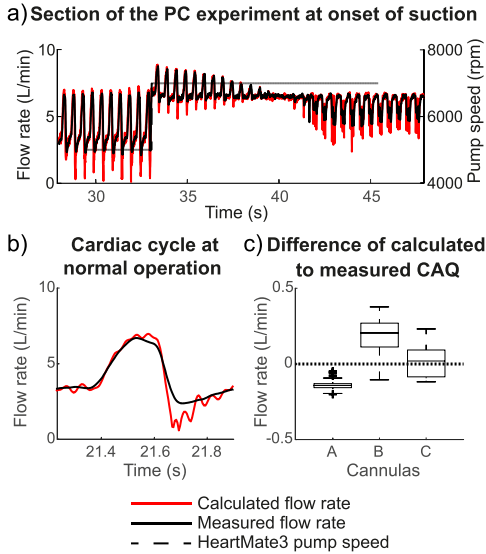 a) Section of the PC experiment at onset of suction
10
5
0
Flow rate (L/min)
8000
6000
4000
Pump speed (rpm)
30
35
40
45
Time (s)
b) Cardiac cycle at
normal operation
10
5
0
Flow rate (L/min)
21.4
21.6
21.8
Time (s)
c) Difference of calculated
to measured CAQ
0.5
0
-0.5
Flow rate (L/min)
A
B
C
Cannulas
Calculated flow rate
Measured flow rate
HeartMate3 pump speed